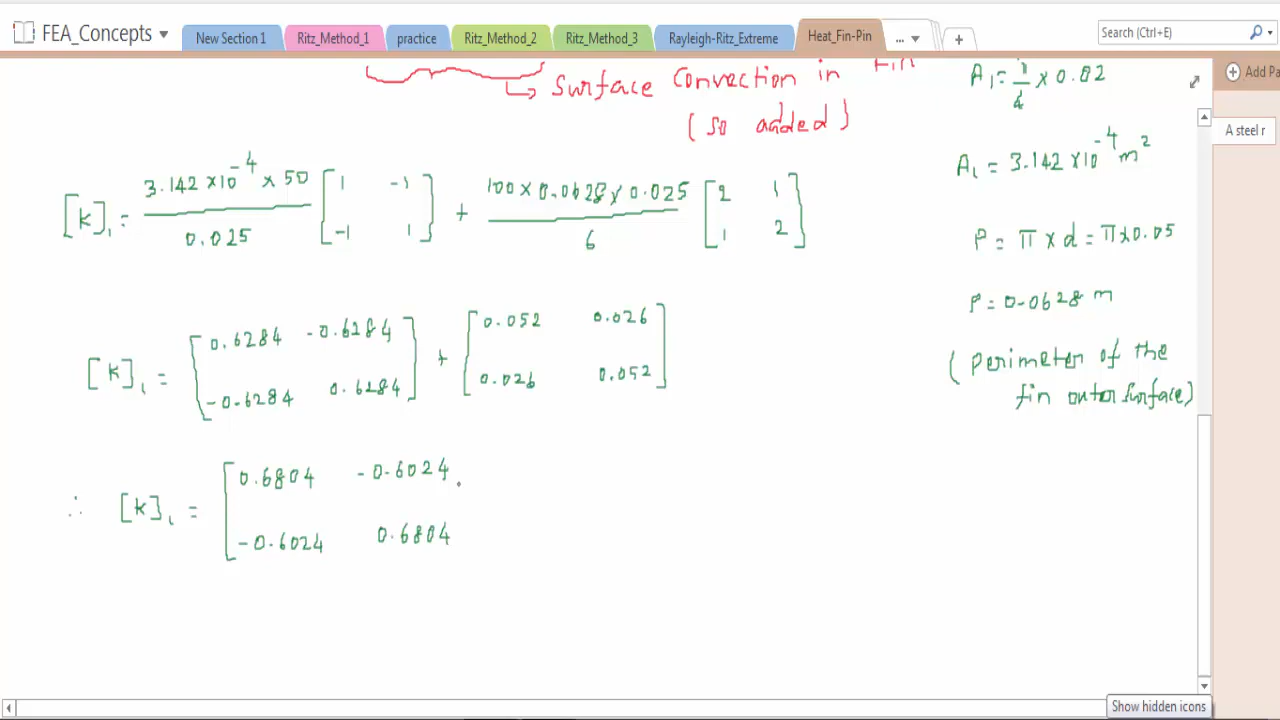 FEA_Concepts
New Section 1 Ritz_Method_1 practice Ritz_Method_2 Ritz_Method_3 Rayleigh-Ritz_Extreme Heat_Fin-Pin ... +
Search (Ctrl+E)
Add Pa
A steel r
Surface Convection in Fin
(so added)
A₁ = π/4 × 0.02
A₁ = 3.142 × 10⁻⁴ m²
[K]₁ = 3.142 × 10⁻⁴ × 50 / 0.025 [1 -1; -1 1] + 100 × 0.0628 × 0.025 / 6 [2 1; 1 2]
P = π × d = π × 0.05
P = 0.0628 m
(perimeter of the
fin outer surface)
[K]₁ = [0.6284 -0.6284; -0.6284 0.6284] + [0.052 0.026; 0.026 0.052]
∴ [K]₁ = [0.6804 -0.6024; -0.6024 0.6804]
Show hidden icons